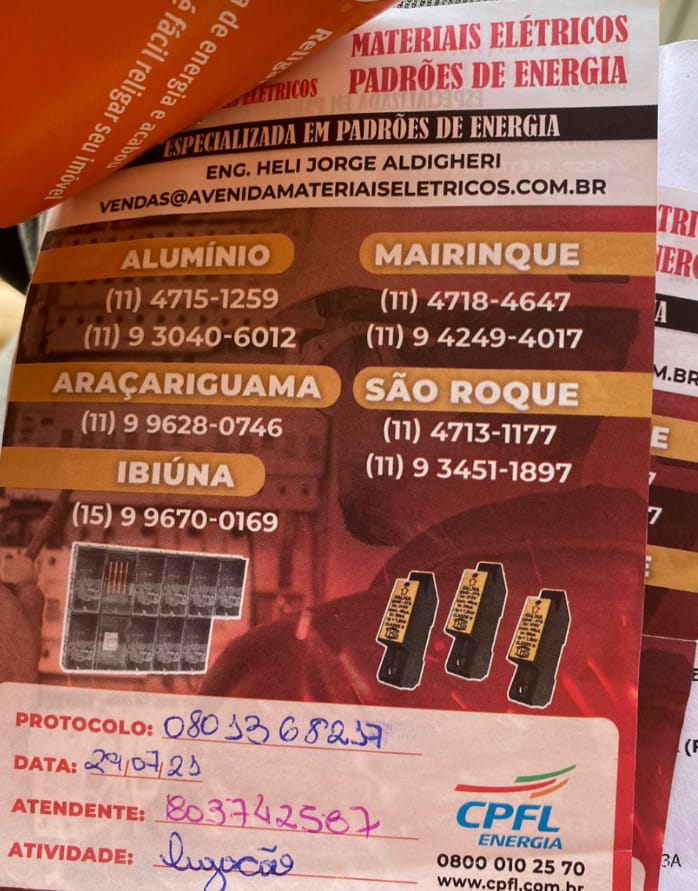 de energia e acabou
é fácil religar seu imóvel
MATERIAIS ELÉTRICOS
PADRÕES DE ENERGIA
ELÉTRICOS
ESPECIALIZADA EM PADRÕES DE ENERGIA
ENG. HELI JORGE ALDIGHERI
VENDAS@AVENIDAMATERIAISELETRICOS.COM.BR
ALUMÍNIO
(11) 4715-1259
(11) 9 3040-6012
MAIRINQUE
(11) 4718-4647
(11) 9 4249-4017
ARAÇARIGUAMA
(11) 9 9628-0746
SÃO ROQUE
(11) 4713-1177
(11) 9 3451-1897
IBIÚNA
(15) 9 9670-0169
PROTOCOLO: 0801368217
DATA: 29/07/21
ATENDENTE: 803742587
ATIVIDADE: Ligação
CPFL
ENERGIA
0800 010 25 70
www.cpfl.com.br
M.BR